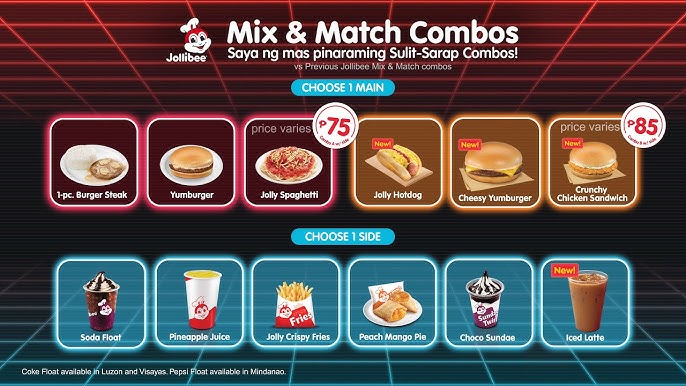 Jollibee
Mix & Match Combos
Saya ng mas pinaraming Sulit-Sarap Combos!
vs Previous Jollibee Mix & Match combos
CHOOSE 1 MAIN
price varies
₱75
price varies
₱85
New!
New!
New!
1-pc. Burger Steak
Yumburger
Jolly Spaghetti
Jolly Hotdog
Cheesy Yumburger
Crunchy
Chicken Sandwich
CHOOSE 1 SIDE
New!
Fries
Soda Float
Pineapple Juice
Jolly Crispy Fries
Peach Mango Pie
Choco Sundae
Iced Latte
Coke Float available in Luzon and Visayas. Pepsi Float available in Mindanao.